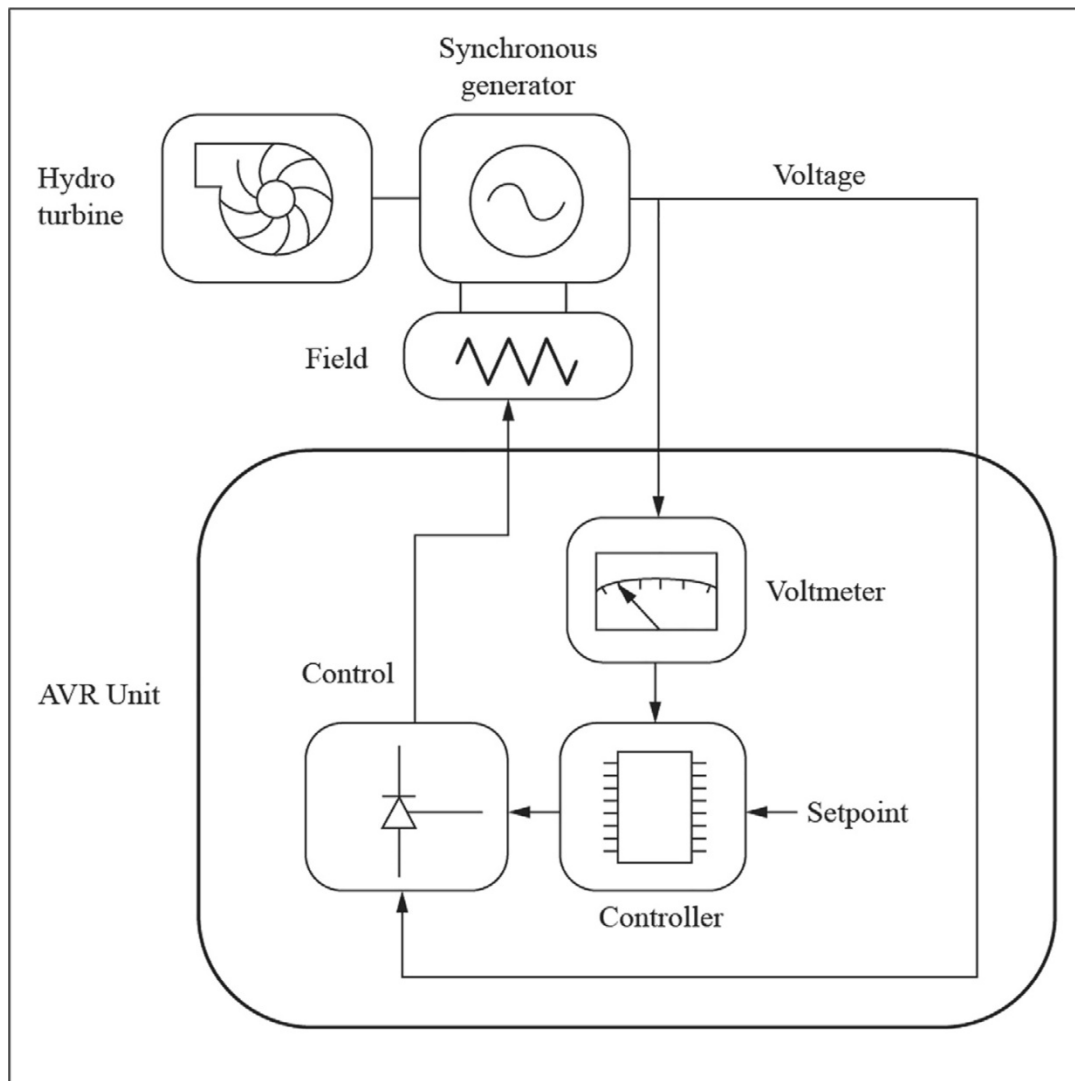 Synchronous
generator
Hydro
turbine
Voltage
Field
Voltmeter
Control
AVR Unit
Setpoint
Controller